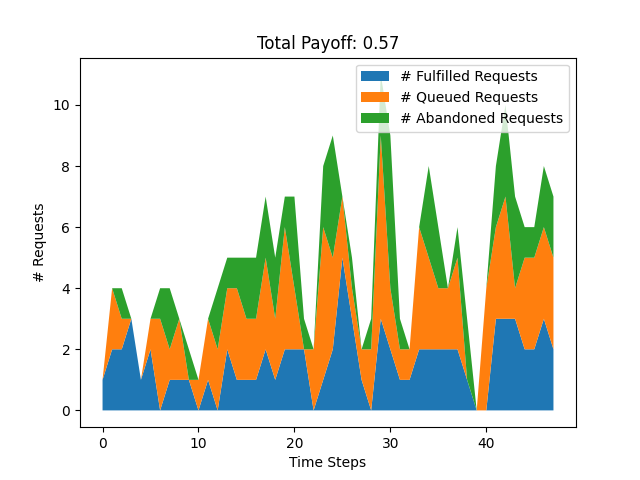 Total Payoff: 0.57
# Fulfilled Requests
# Queued Requests
# Abandoned Requests
10
8
6
4
2
0
# Requests
0 10 20 30 40
Time Steps